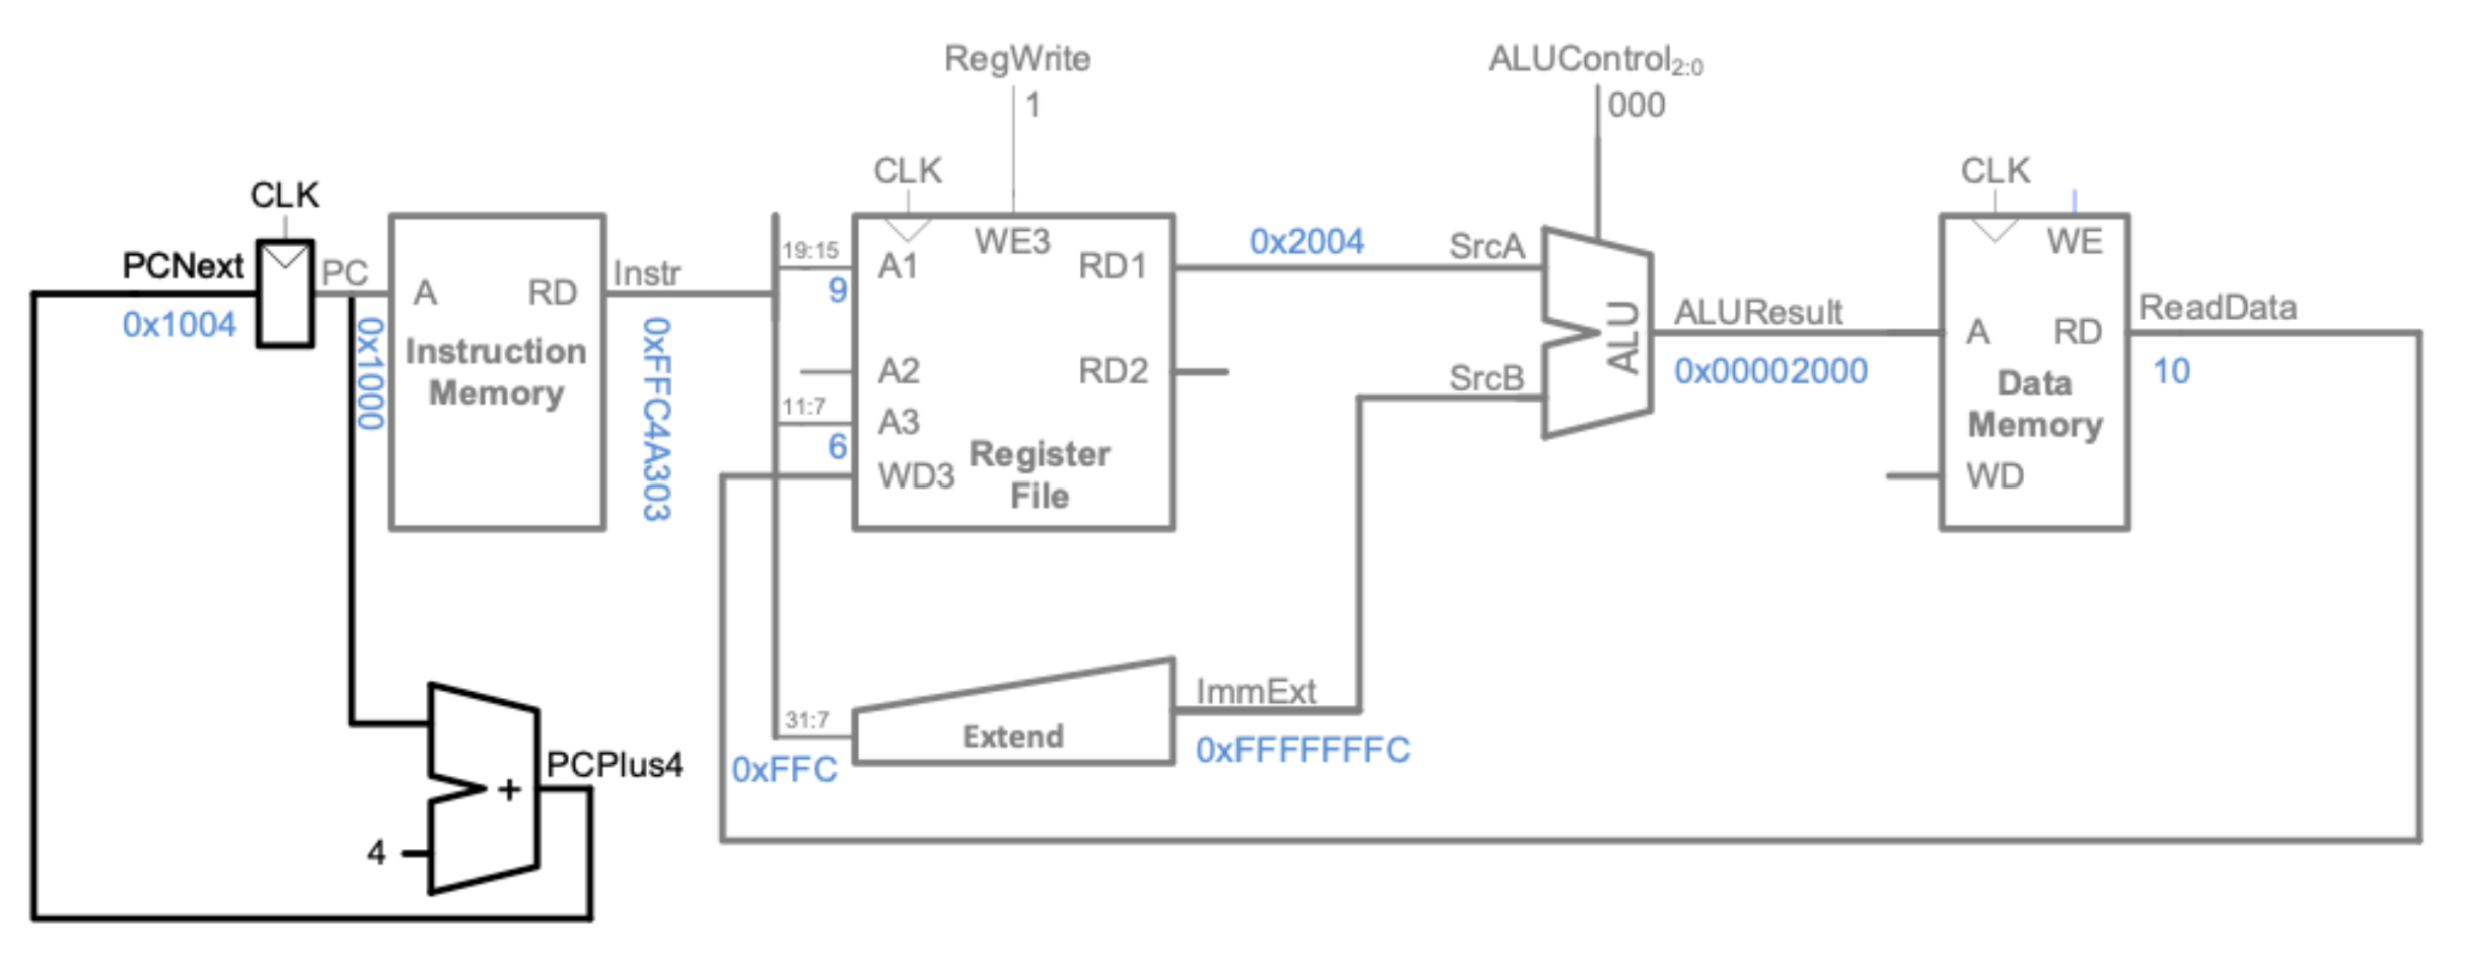 RegWrite
1
ALUControl2:0
000
CLK
PCNext
0x1004
PC
0x1000
A
RD
Instruction
Memory
Instr
0xFFC4A303
CLK
19:15
9
A1
WE3
RD1
A2
RD2
11:7
6
A3
WD3
Register
File
0x2004
SrcA
SrcB
ALU
ALUResult
0x00002000
CLK
WE
A
RD
Data
Memory
WD
ReadData
10
31:7
0xFFC
Extend
ImmExt
0xFFFFFFFC
PCPlus4
+
4